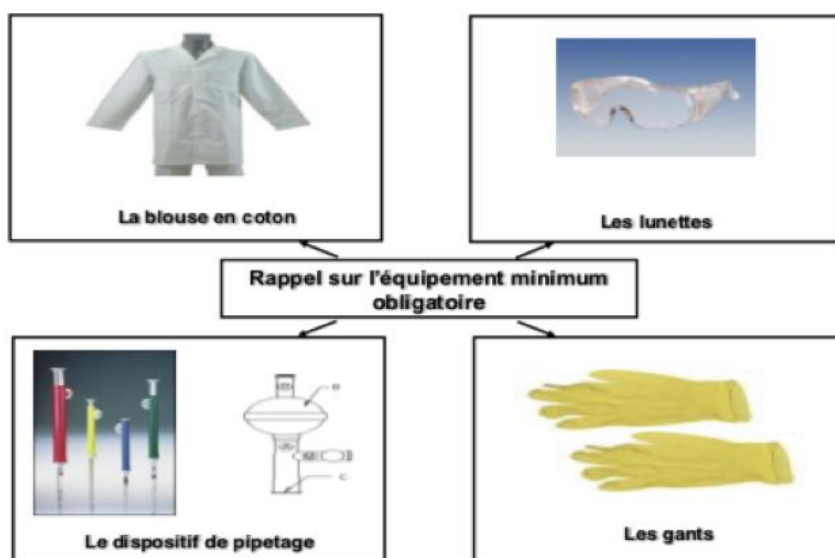 La blouse en coton
Les lunettes
Rappel sur l'équipement minimum
obligatoire
B
C
Le dispositif de pipetage
Les gants